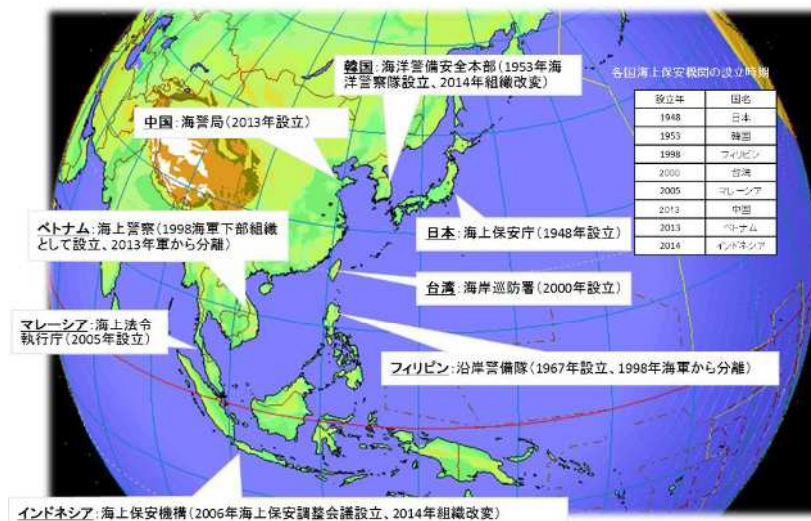 韓国：海洋警備安全本部（1953年海
洋警察隊設立、2014年組織改変）
各国海上保安機関の設立時期
設立年 国名
1948 日本
1953 韓国
1998 フィリピン
2000 台湾
2005 マレーシア
2013 中国
2013 ベトナム
2014 インドネシア
中国：海警局（2013年設立）
ベトナム：海上警察（1998海軍下部組織
として設立、2013年軍から分離）
日本：海上保安庁（1948年設立）
台湾：海岸巡防署（2000年設立）
マレーシア：海上法令
執行庁（2005年設立）
フィリピン：沿岸警備隊（1967年設立、1998年海軍から分離）
インドネシア：海上保安機構（2006年海上保安調整会議設立、2014年組織改変）